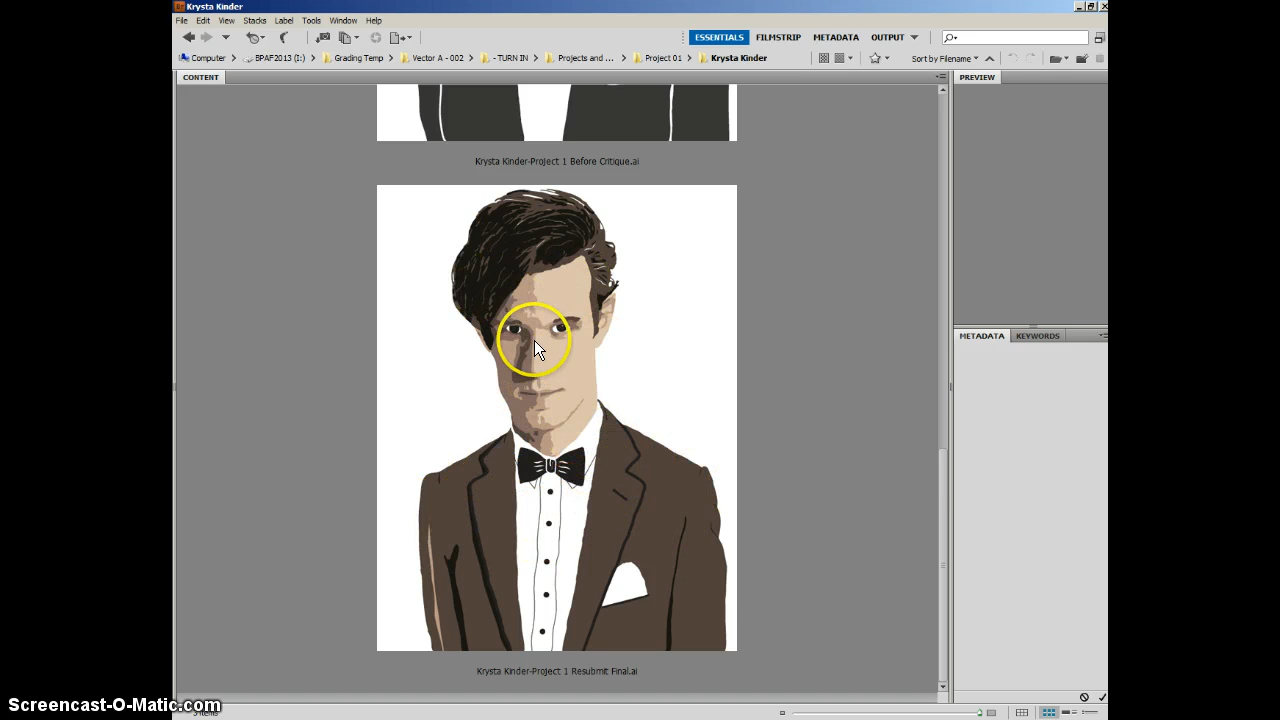 Br Krysta Kinder
File Edit View Stacks Label Tools Window Help
ESSENTIALS FILMSTRIP METADATA OUTPUT
Computer BPAF2013 (I:) Grading Temp Vector A - 002 - TURN IN Projects and ... Project 01 Krysta Kinder Sort by Filename
CONTENT
PREVIEW
Krysta Kinder-Project 1 Before Critique.ai
METADATA KEYWORDS
Krysta Kinder-Project 1 Resubmit Final.ai
Screencast-O-Matic.com
items